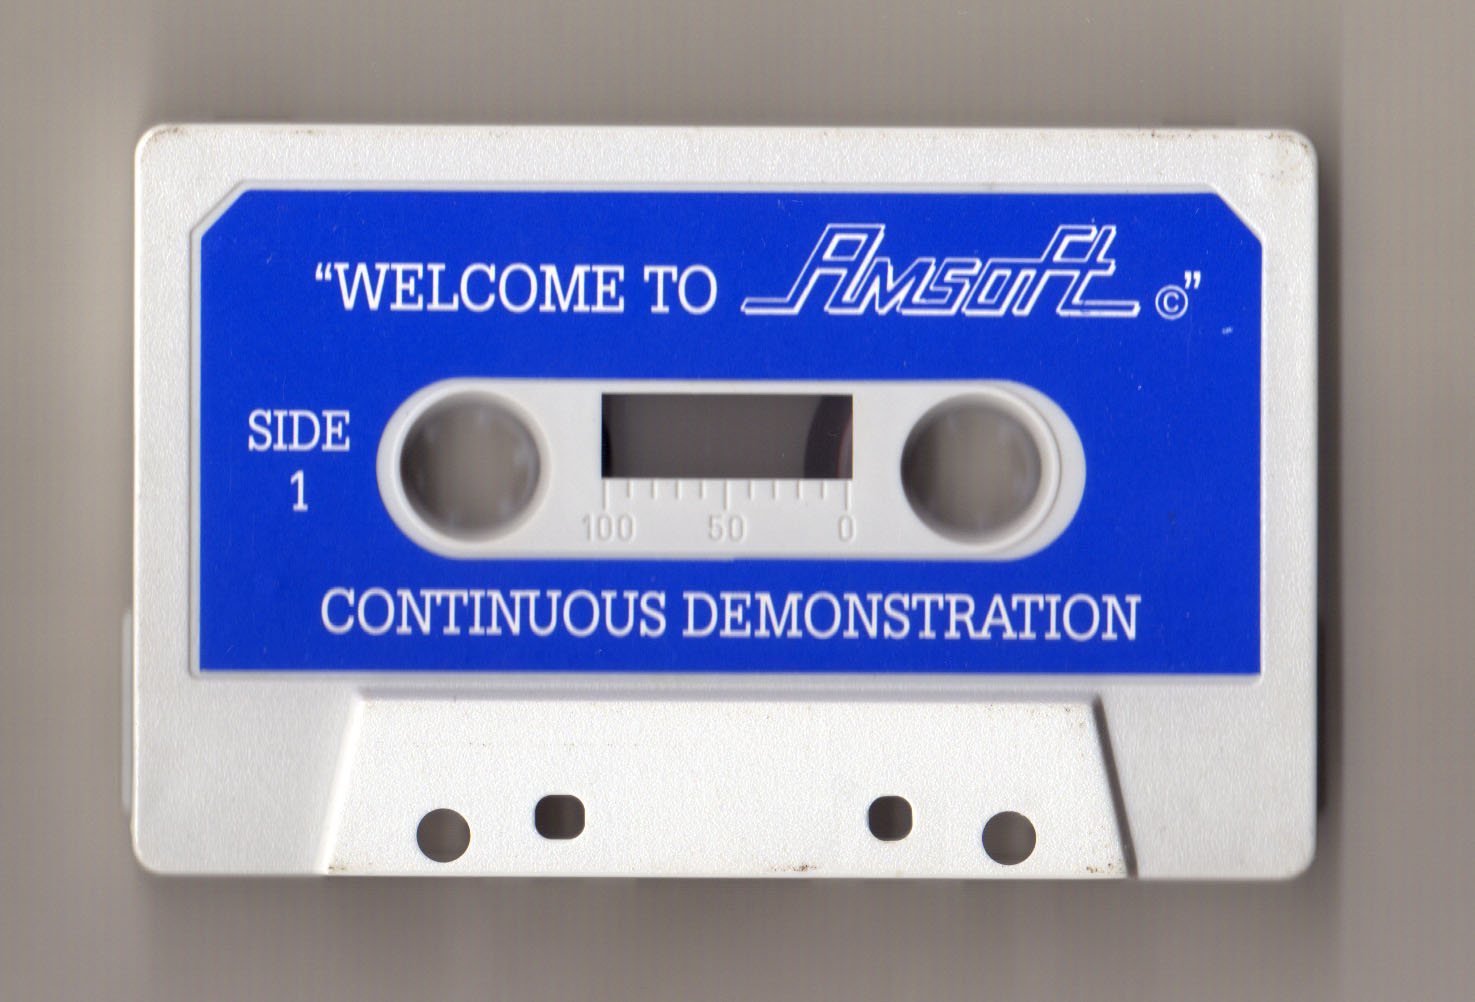 “WELCOME TO Amsoft ©”
SIDE
1
100 50 0
CONTINUOUS DEMONSTRATION